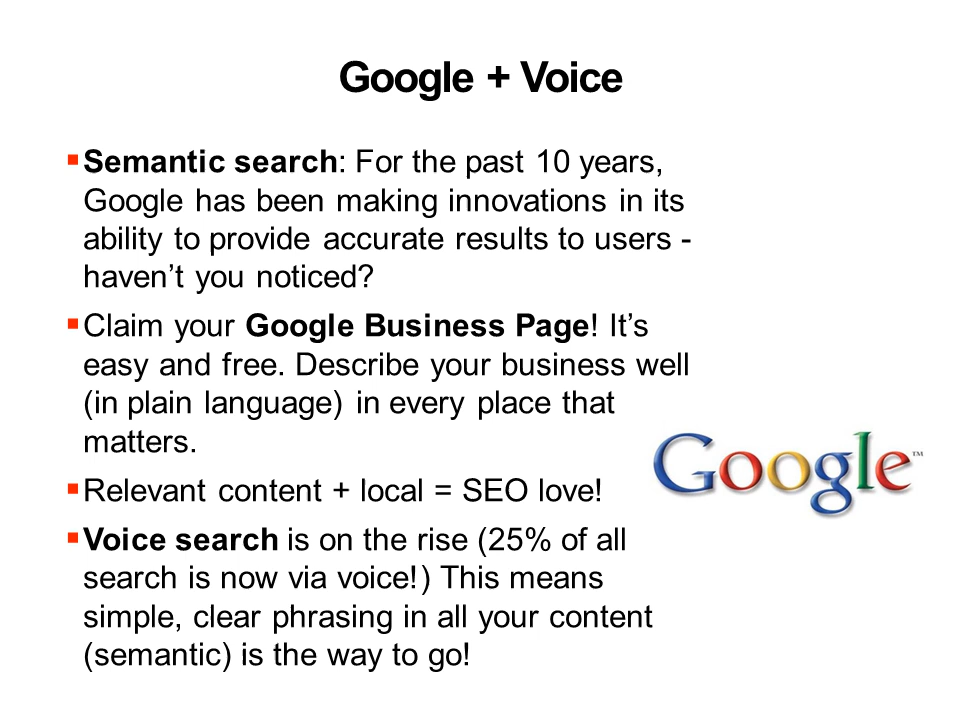 Google + Voice
Semantic search: For the past 10 years,
Google has been making innovations in its
ability to provide accurate results to users -
haven’t you noticed?
Claim your Google Business Page! It’s
easy and free. Describe your business well
(in plain language) in every place that
matters.
Google™
Relevant content + local = SEO love!
Voice search is on the rise (25% of all
search is now via voice!) This means
simple, clear phrasing in all your content
(semantic) is the way to go!